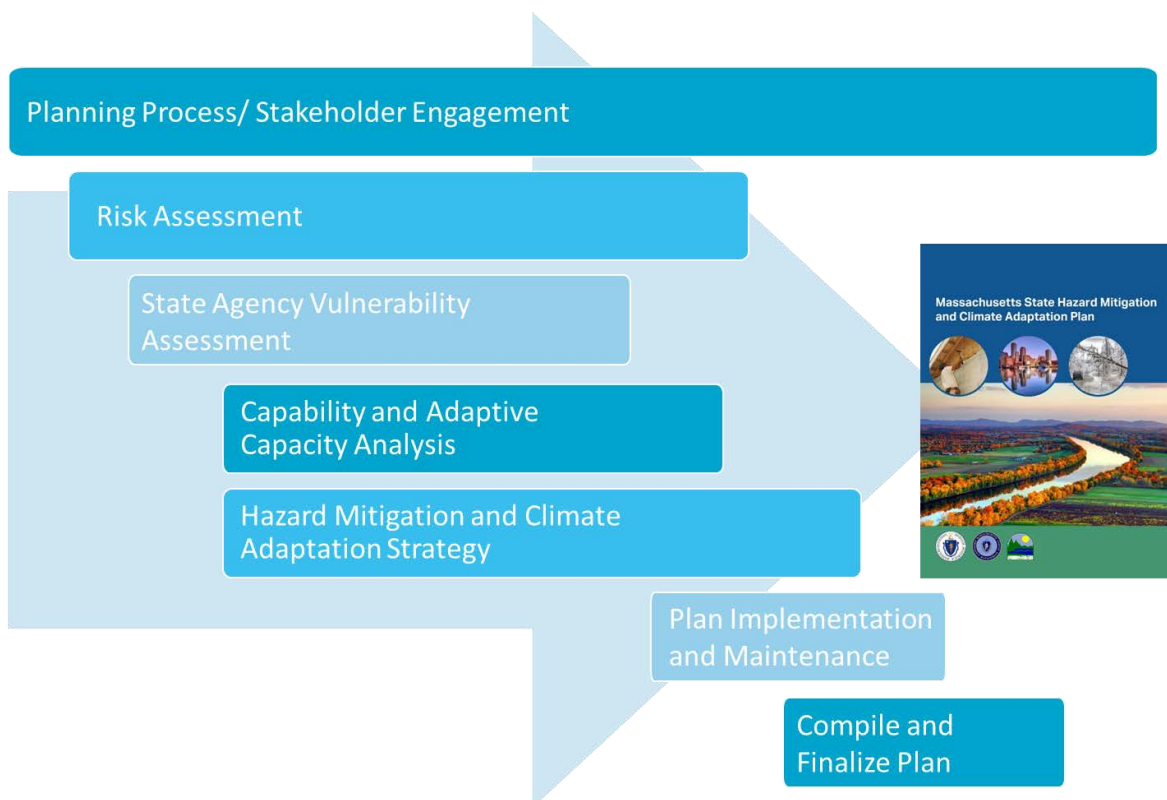 Planning Process/ Stakeholder Engagement
Risk Assessment
State Agency Vulnerability
Assessment
Capability and Adaptive
Capacity Analysis
Hazard Mitigation and Climate
Adaptation Strategy
Plan Implementation
and Maintenance
Compile and
Finalize Plan
Massachusetts State Hazard Mitigation
and Climate Adaptation Plan